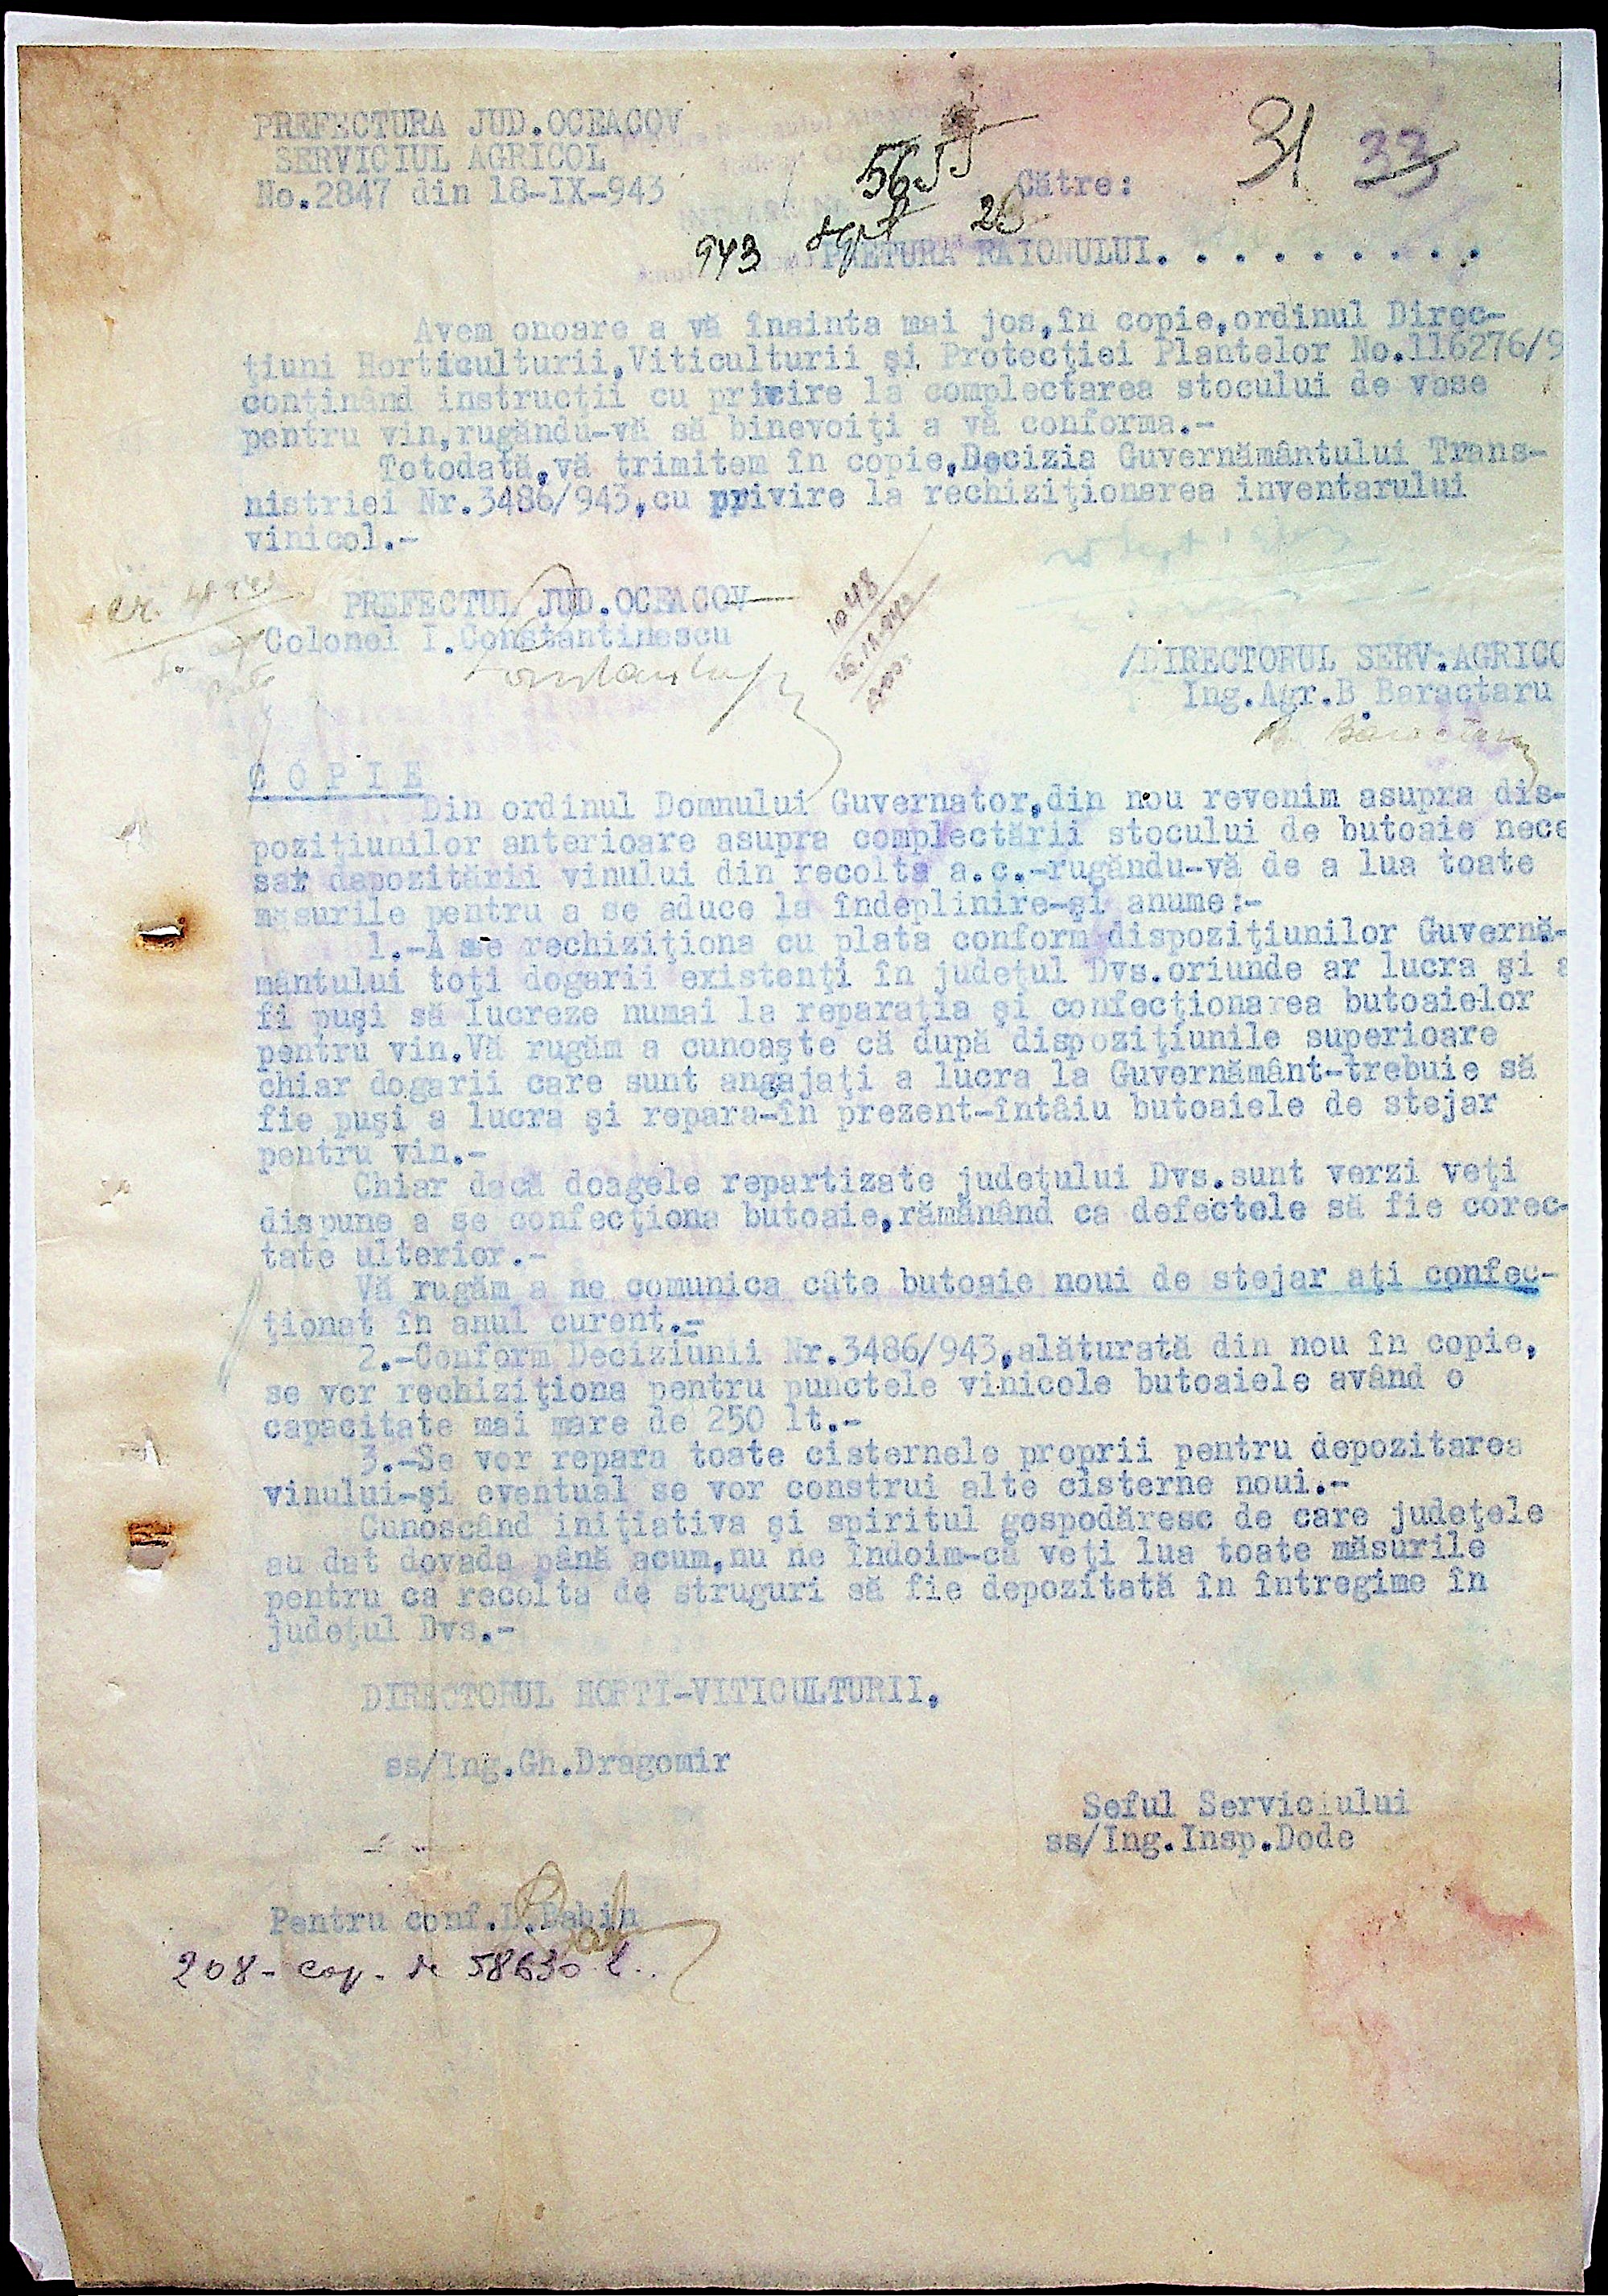 PREFECTURA JUD.OCEACOV
SERVICIUL AGRICOL
No.2847 din 18-IX-943
5655
31 33
Către:
943 sept 26
PRETURA RAIONULUI. . . . . . . . .
Avem onoare a vă înainta mai jos,în copie,ordinul Direc-
ţiuni Horticulturii,Viticulturii şi Protecţiei Plantelor No.116276/9
conţinând instrucţii cu privire la complectarea stocului de vase
pentru vin,rugându-vă să binevoiţi a vă conforma.-
Totodată,vă trimitem în copie,Decizia Guvernământului Trans-
nistriei Nr.3486/943,cu privire la rechiziţionarea inventarului
vinicol.-
PREFECTUL JUD.OCEACOV
Colonel I.Constantinescu
/DIRECTORUL SERV.AGRICO
Ing.Agr.B.Baractaru
C O P I E
Din ordinul Domnului Guvernator,din nou revenim asupra dis-
poziţiunilor anterioare asupra complectării stocului de butoaie nece
sar depozitării vinului din recolta a.c.-rugându-vă de a lua toate
măsurile pentru a se aduce la îndeplinire-şi anume:-
1.-A se rechiziţiona cu plata conform dispoziţiunilor Guvernă-
mântului toţi dogarii existenţi în judeţul Dvs.oriunde ar lucra şi a
fi puşi să lucreze numai la reparaţia şi confecţionarea butoaielor
pentru vin.Vă rugăm a cunoaşte că după dispoziţiunile superioare
chiar dogarii care sunt angajaţi a lucra la Guvernământ-trebuie să
fie puşi a lucra şi repara-în prezent-întâiu butoaiele de stejar
pentru vin.-
Chiar dacă doagele repartizate judeţului Dvs.sunt verzi veţi
dispune a se confecţiona butoaie,rămânând ca defectele să fie corec-
tate ulterior.-
Vă rugăm a ne comunica câte butoaie noui de stejar aţi confec-
ţionat în anul curent.-
2.-Conform Deciziunii Nr.3486/943,alăturată din nou în copie,
se vor rechiziţiona pentru punctele vinicole butoaiele având o
capacitate mai mare de 250 lt.-
3.-Se vor repara toate cisternele proprii pentru depozitarea
vinului-şi eventual se vor construi alte cisterne noui.-
Cunoscând iniţiativa şi spiritul gospodăresc de care judeţele
au dat dovada până acum,nu ne îndoim-că veţi lua toate măsurile
pentru ca recolta de struguri să fie depozitată în întregime în
judeţul Dvs.-
DIRECTORUL HORTI-VITICULTURII,
ss/Ing.Gh.Dragomir
Seful Serviciului
ss/Ing.Insp.Dode
Pentru conf.I.Babin
208- cap. de 58630 l.